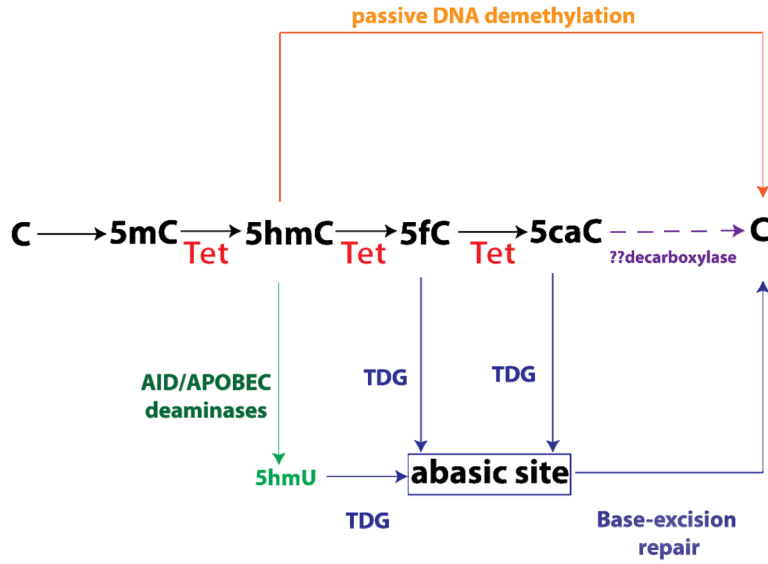 passive DNA demethylation
C 5mC 5hmC 5fC 5caC C
Tet Tet Tet ??decarboxylase
AID/APOBEC
deaminases
TDG TDG
5hmU abasic site
TDG
Base-excision
repair